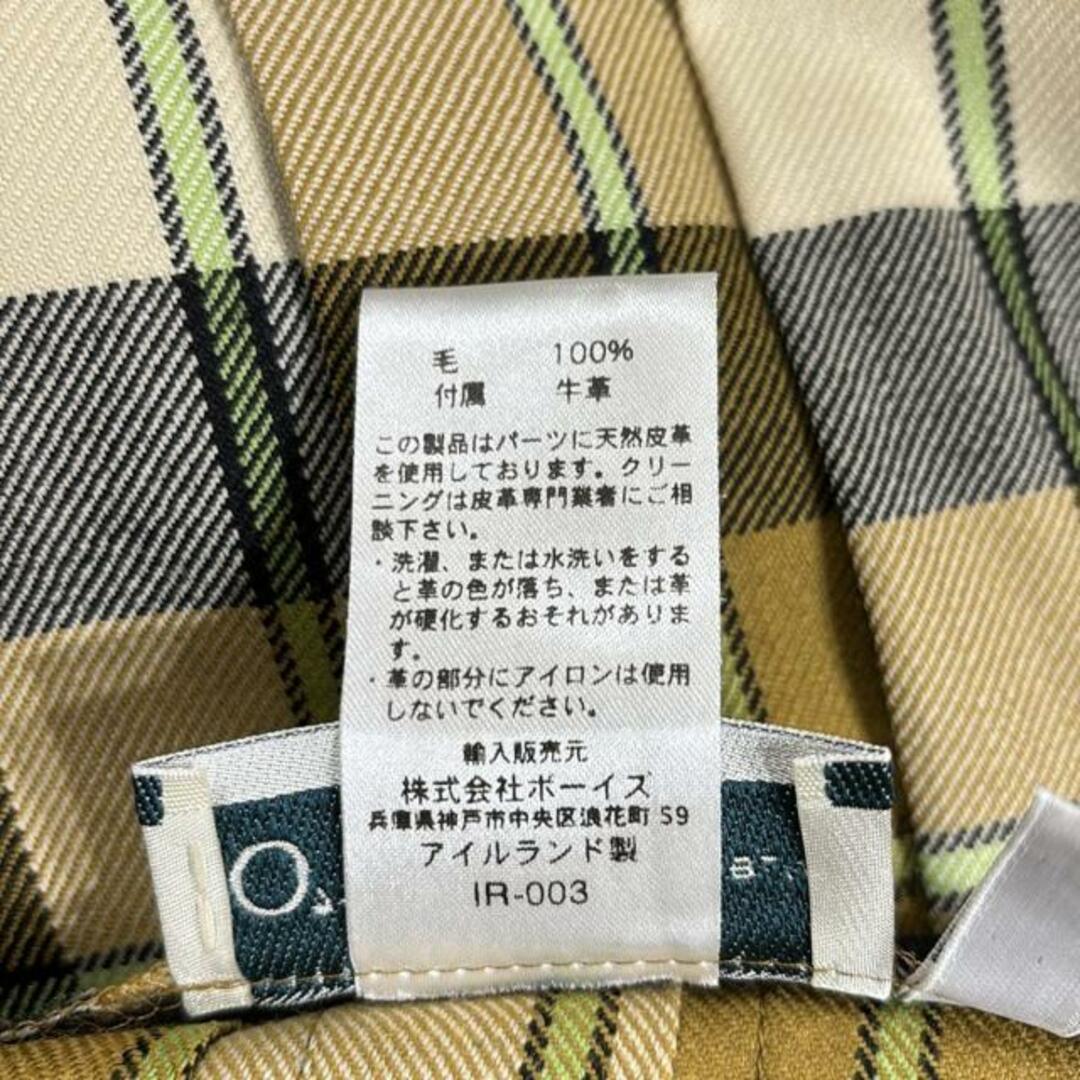 毛 100%
付属 牛革
この製品はパーツに天然皮革
を使用しております。クリー
ニングは皮革専門業者にご相
談下さい。
・洗濯、または水洗いをする
と革の色が落ち、または革
が硬化するおそれがありま
す。
・革の部分にアイロンは使用
しないでください。
輸入販売元
株式会社ボーイズ
兵庫県神戸市中央区浪花町 59
アイルランド製
IR-003